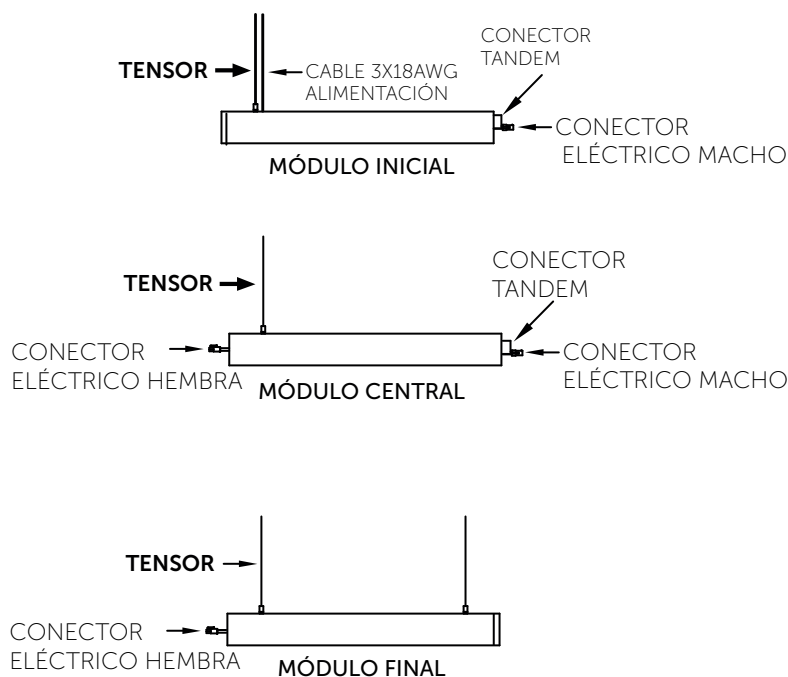 CONECTOR
TANDEM
TENSOR
CABLE 3X18AWG
ALIMENTACIÓN
CONECTOR
ELÉCTRICO MACHO
MÓDULO INICIAL
TENSOR
CONECTOR
TANDEM
CONECTOR
ELÉCTRICO HEMBRA
CONECTOR
ELÉCTRICO MACHO
MÓDULO CENTRAL
TENSOR
CONECTOR
ELÉCTRICO HEMBRA
MÓDULO FINAL